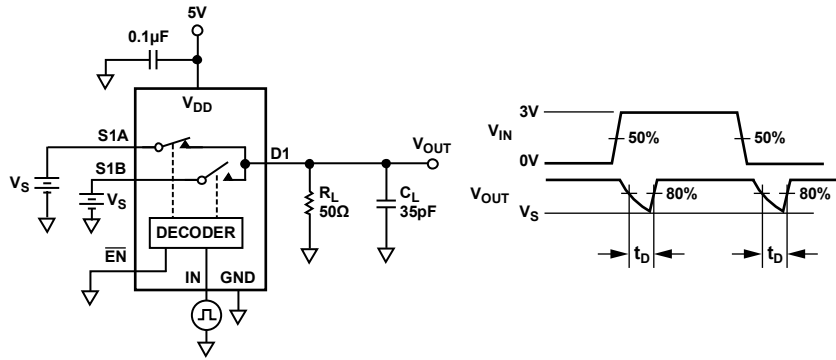 5V
0.1µF
VDD
S1A
S1B
VS
VS
D1
VOUT
RL
50Ω
CL
35pF
DECODER
EN
IN
GND
3V
VIN
0V
50%
50%
VOUT
VS
80%
80%
tD
tD